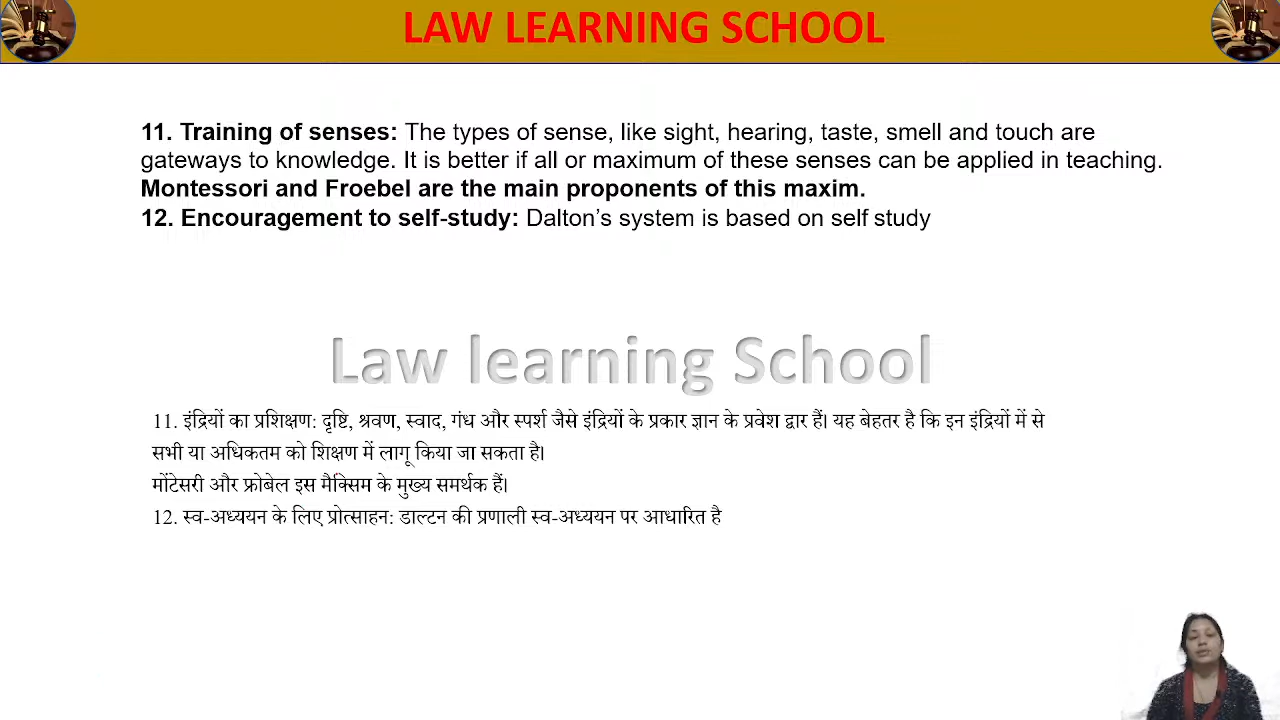 LAW LEARNING SCHOOL
11. Training of senses: The types of sense, like sight, hearing, taste, smell and touch are
gateways to knowledge. It is better if all or maximum of these senses can be applied in teaching.
Montessori and Froebel are the main proponents of this maxim.
12. Encouragement to self-study: Dalton’s system is based on self study
Law learning School
11. इंद्रियों का प्रशिक्षण: दृष्टि, श्रवण, स्वाद, गंध और स्पर्श जैसे इंद्रियों के प्रकार ज्ञान के प्रवेश द्वार हैं। यह बेहतर है कि इन इंद्रियों में से
सभी या अधिकतम को शिक्षण में लागू किया जा सकता है।
मोंटेसरी और फ्रोबेल इस मैक्सिम के मुख्य समर्थक हैं।
12. स्व-अध्ययन के लिए प्रोत्साहन: डाल्टन की प्रणाली स्व-अध्ययन पर आधारित है